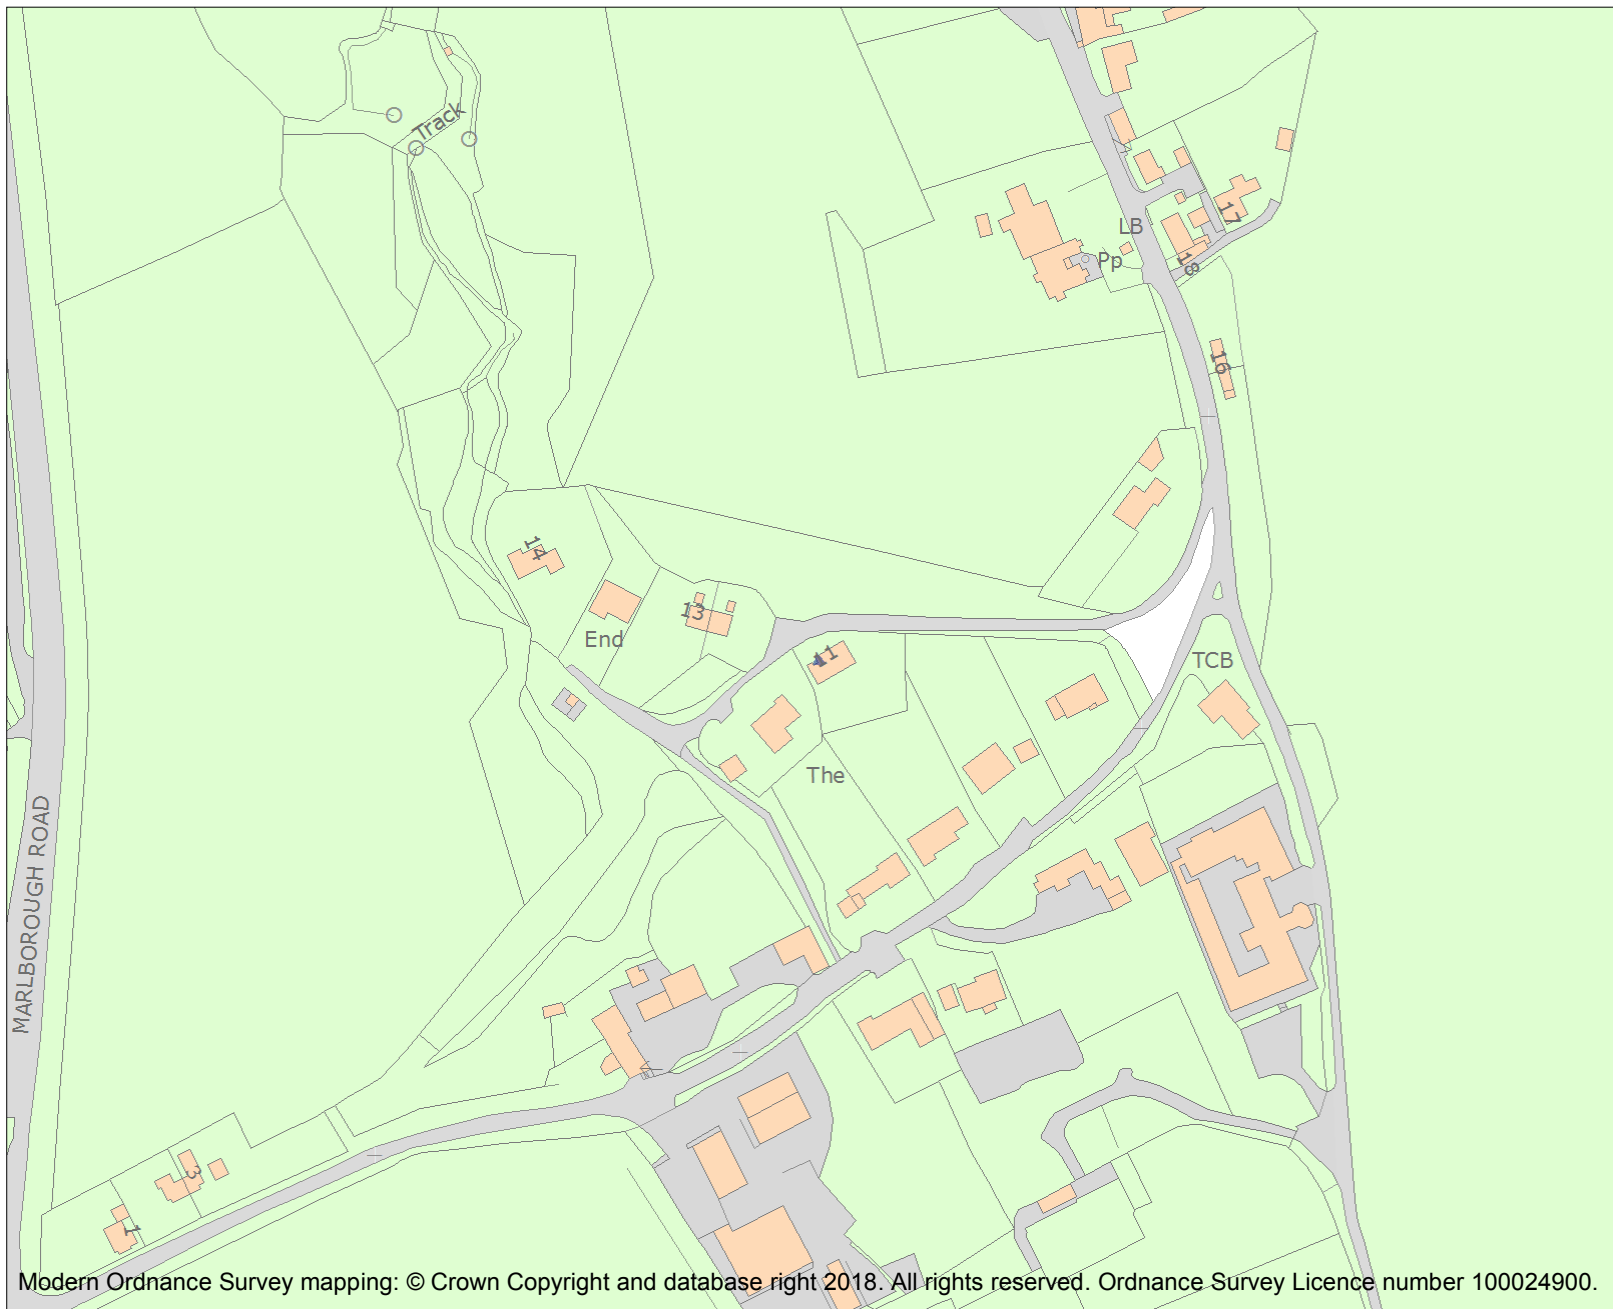 Track
17
LB
Pp
18
16
14
13
End
11
TCB
The
MARLBOROUGH ROAD
3
1
Modern Ordnance Survey mapping: © Crown Copyright and database right 2018. All rights reserved. Ordnance Survey Licence number 100024900.